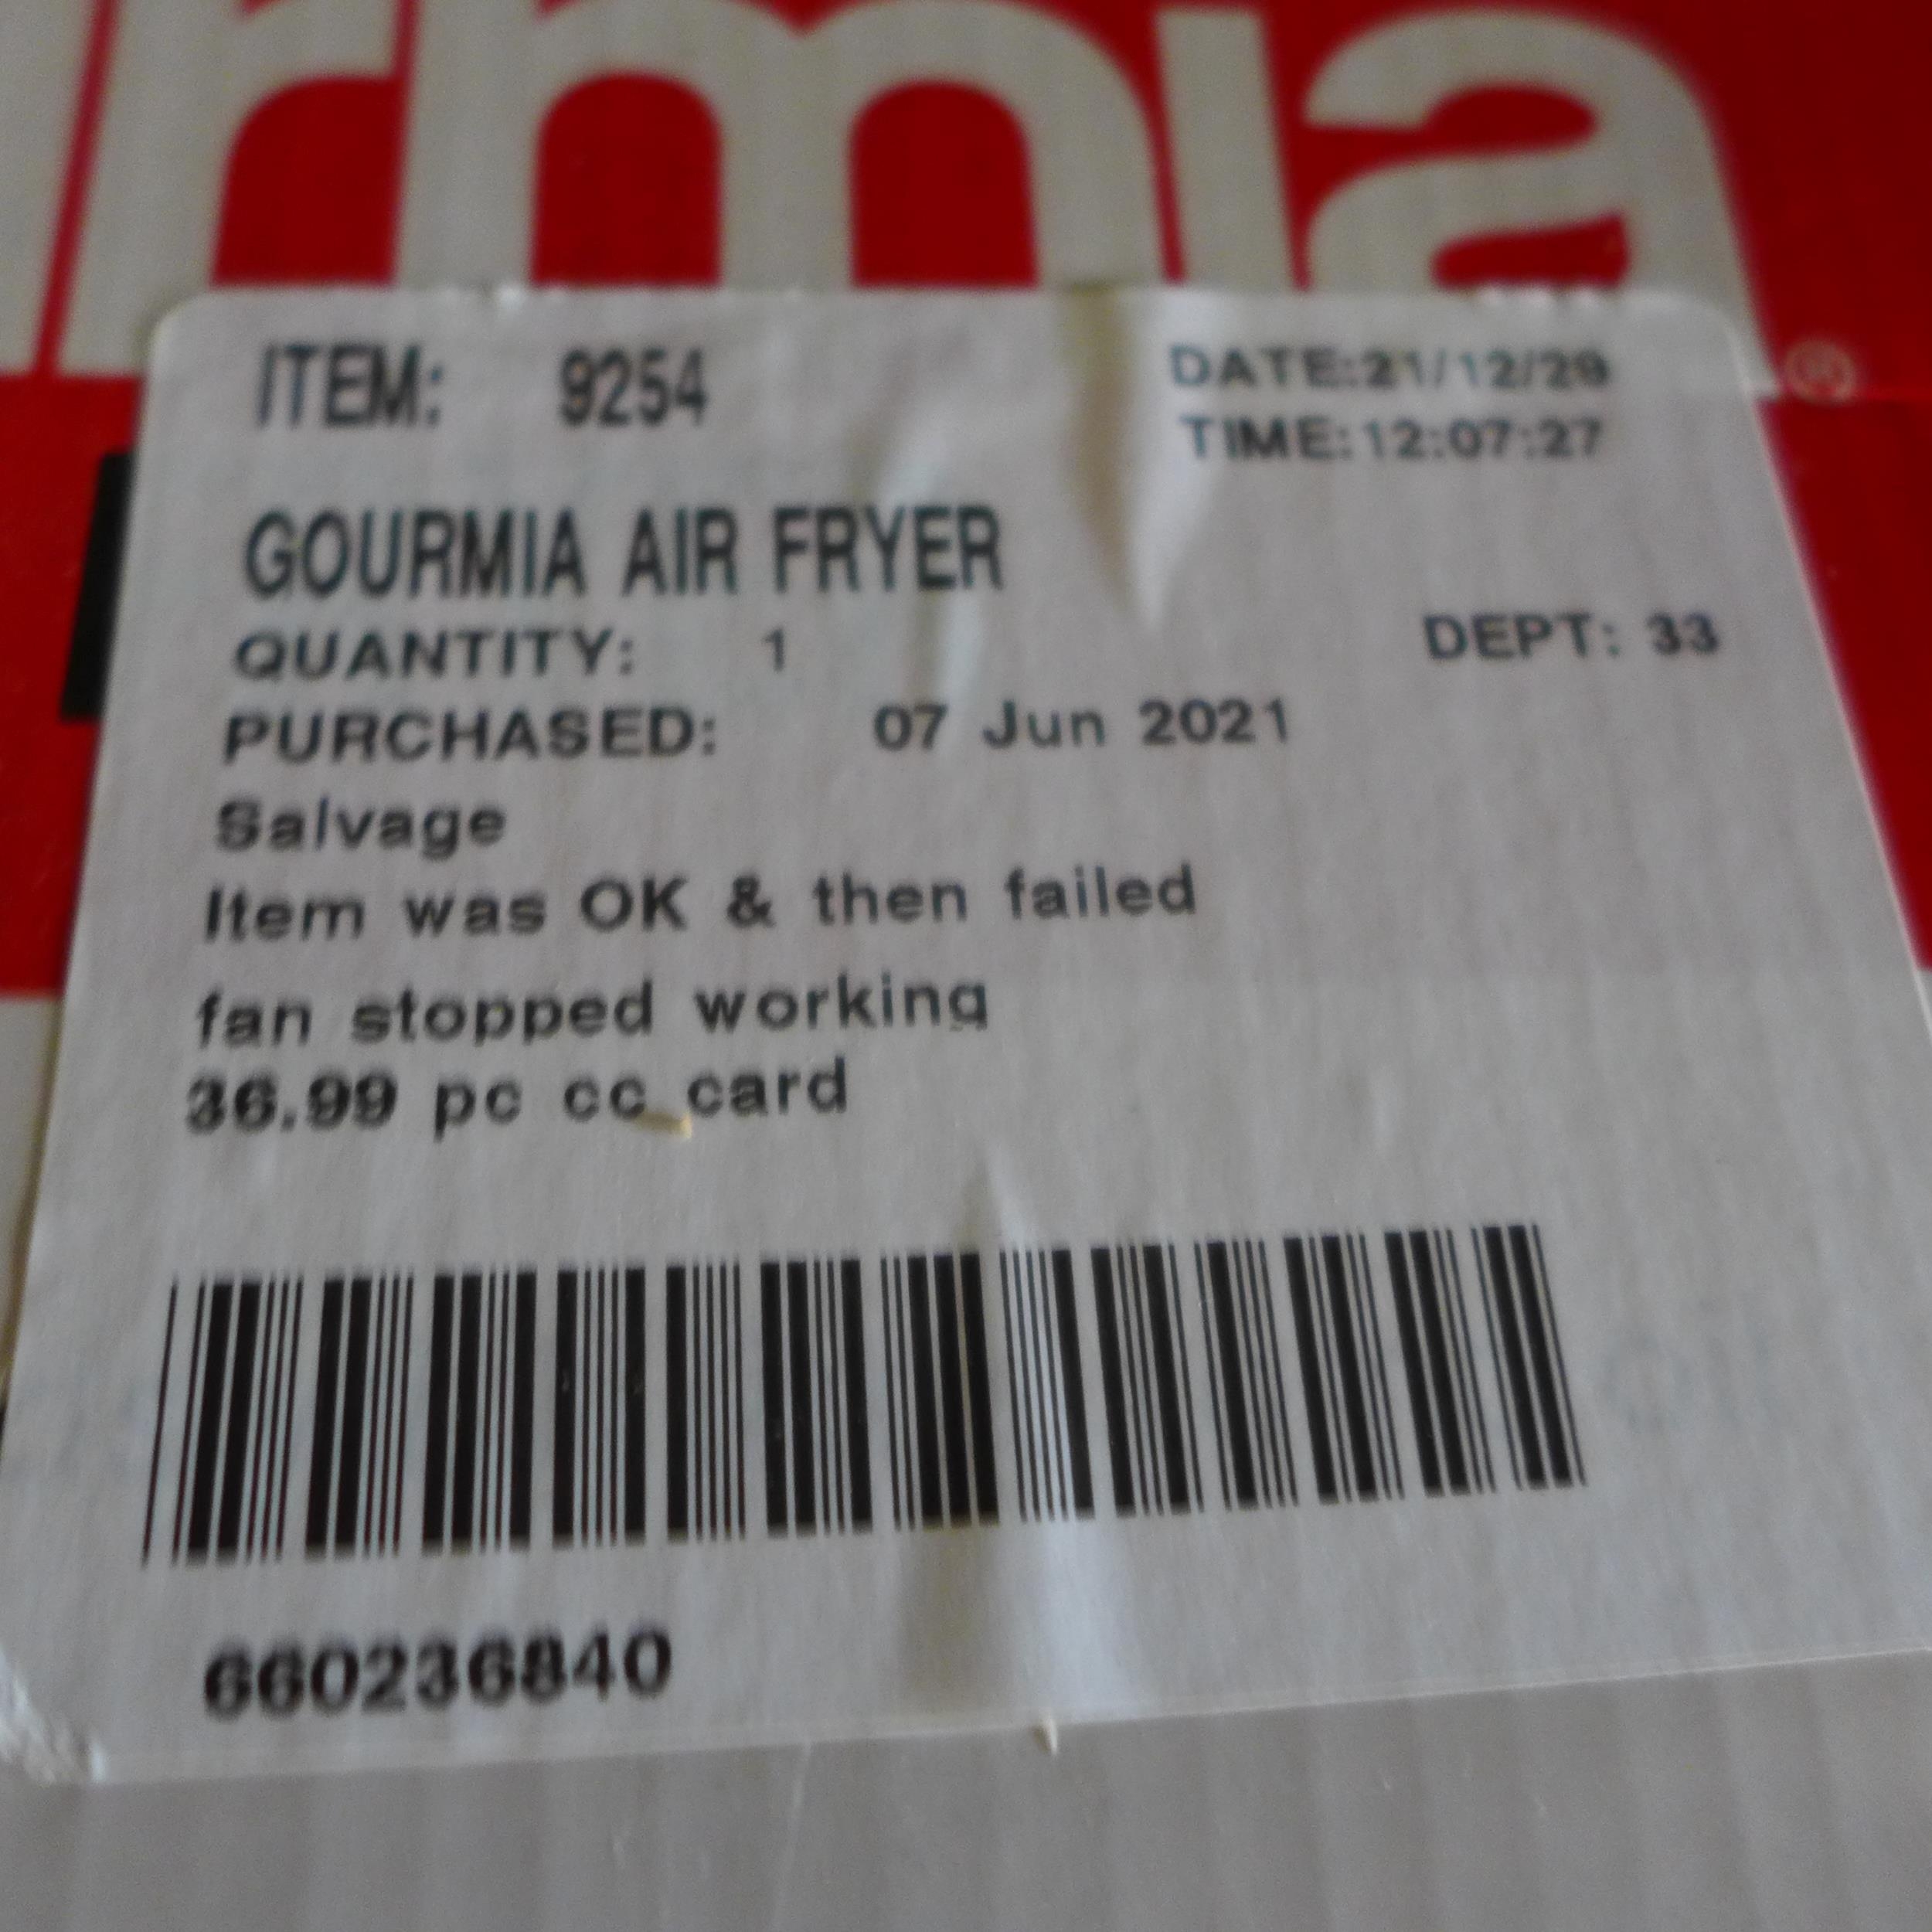 rmia®
ITEM: 9254
DATE:21/12/29
TIME:12:07:27
GOURMIA AIR FRYER
QUANTITY: 1
DEPT: 33
PURCHASED: 07 Jun 2021
Salvage
Item was OK & then failed
fan stopped working
36.99 pc cc card
660236840